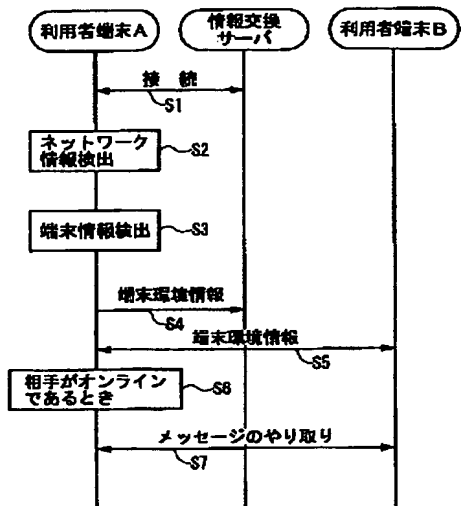 利用者端末A
情報交換
サーバ
利用者端末B
接 続
S1
ネットワーク
情報検出
S2
端末情報検出
S3
端末環境情報
S4
端末環境情報
S5
相手がオンライン
であるとき
S6
メッセージのやり取り
S7